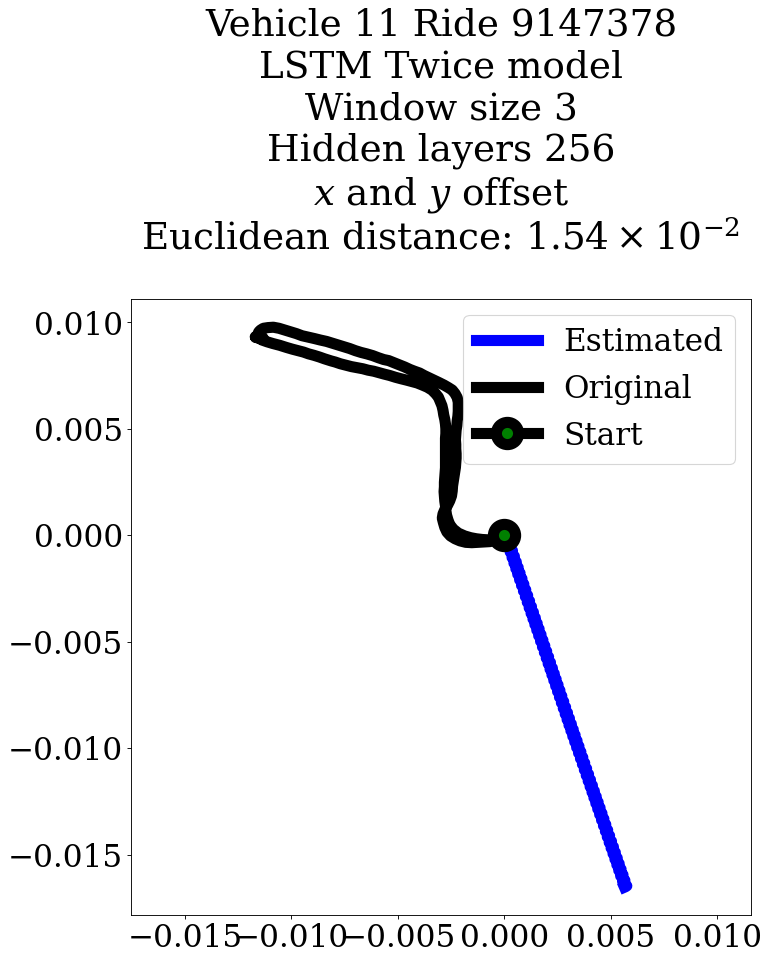 Vehicle 11 Ride 9147378
LSTM Twice model
Window size 3
Hidden layers 256
x and y offset
Euclidean distance: 1.54 × 10⁻²
Estimated
Original
Start
0.010
0.005
0.000
−0.005
−0.010
−0.015
−0.015
−0.010
−0.005
0.000
0.005
0.010